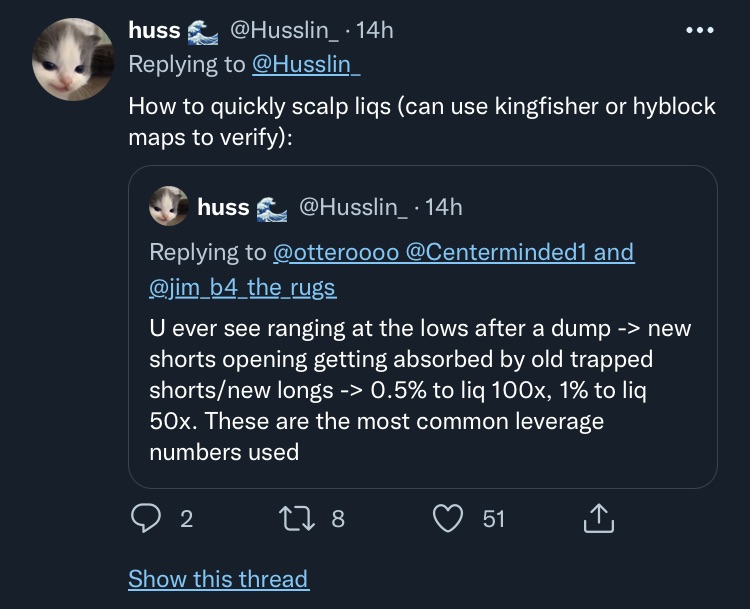 huss 🌊 @Husslin_ · 14h
Replying to @Husslin_
How to quickly scalp liqs (can use kingfisher or hyblock
maps to verify):
huss 🌊 @Husslin_ · 14h
Replying to @otteroooo @Centerminded1 and
@jim_b4_the_rugs
U ever see ranging at the lows after a dump -> new
shorts opening getting absorbed by old trapped
shorts/new longs -> 0.5% to liq 100x, 1% to liq
50x. These are the most common leverage
numbers used
2 8 51
Show this thread